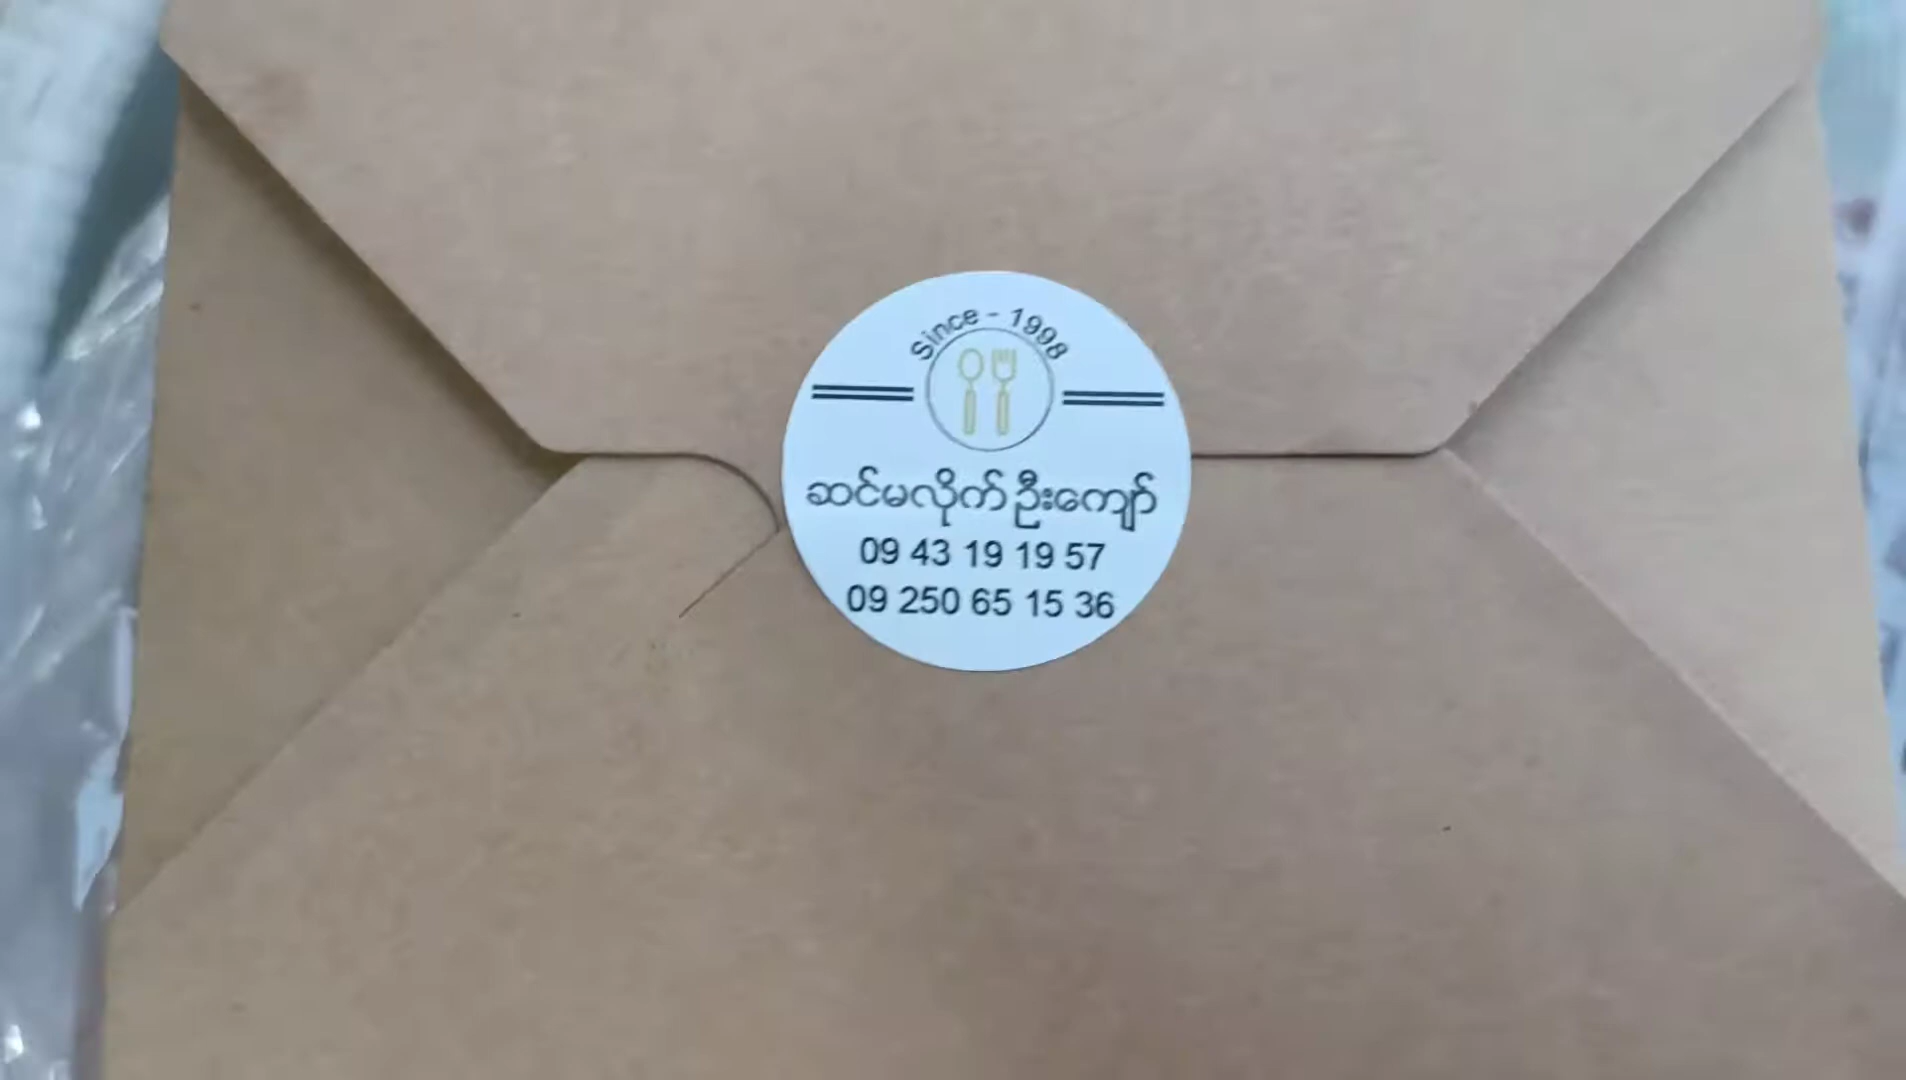 Since - 1998
ဆင်မလိုက် ဦးကျော်
09 43 19 19 57
09 250 65 15 36